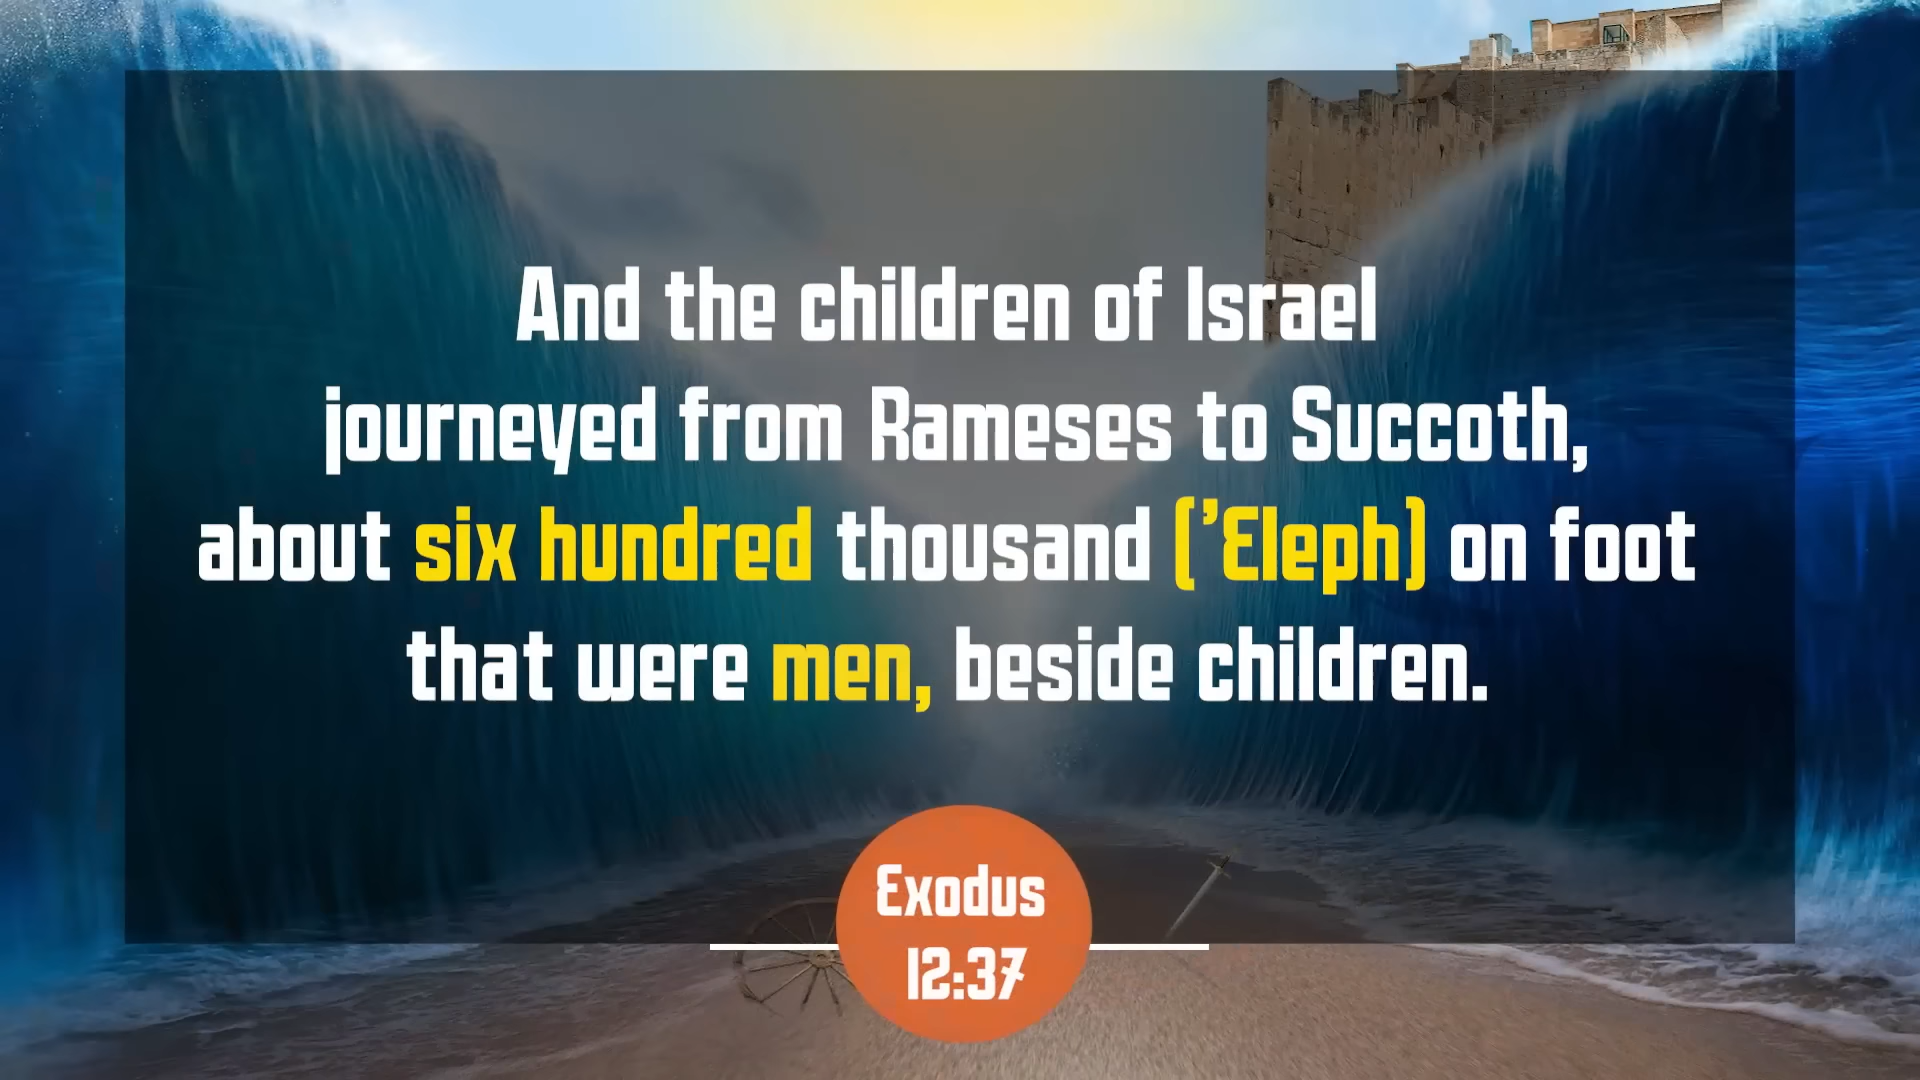 And the children of Israel
journeyed from Rameses to Succoth,
about six hundred thousand ('Eleph) on foot
that were men, beside children.
Exodus
12:37